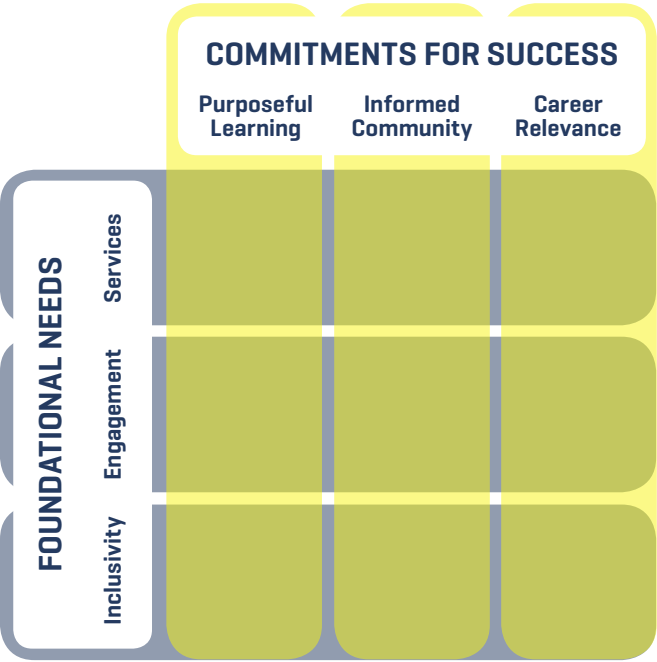 COMMITMENTS FOR SUCCESS
Purposeful
Learning
Informed
Community
Career
Relevance
FOUNDATIONAL NEEDS
Services
Engagement
Inclusivity